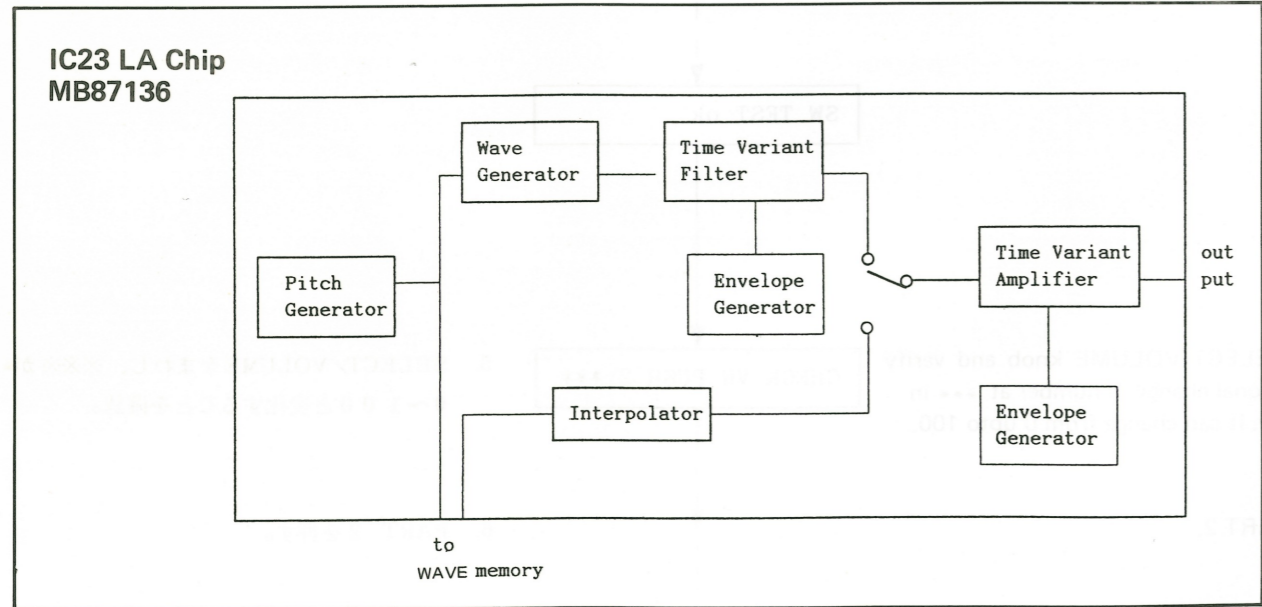 IC23 LA Chip
MB87136
Wave
Generator
Time Variant
Filter
Pitch
Generator
Envelope
Generator
Time Variant
Amplifier
out
put
Interpolator
Envelope
Generator
to
WAVE memory